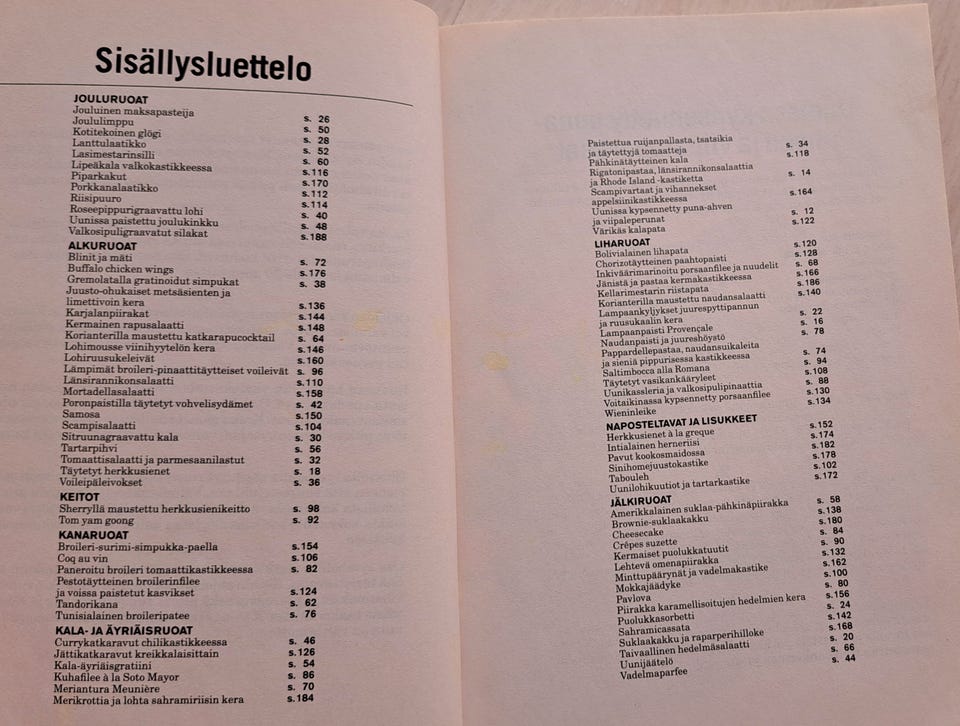 Sisällysluettelo
JOULURUOAT
Jouluinen maksapasteija s. 26
Joululimppu s. 50
Kotitekoinen glögi s. 28
Lanttulaatikko s. 52
Lasimestarinsilli s. 60
Lipeäkala valkokastikkeessa s.116
Piparkakut s.170
Porkkanalaatikko s.112
Riisipuuro s.114
Roseepippurigraavattu lohi s. 40
Uunissa paistettu joulukinkku s. 48
Valkosipuligraavatut silakat s.188
ALKURUOAT
Blinit ja mäti s. 72
Buffalo chicken wings s.176
Gremolatalla gratinoidut simpukat s. 38
Juusto-ohukaiset metsäsienten ja
limettivoin kera s.136
Karjalanpiirakat s.144
Kermainen rapusalaatti s.148
Korianterilla maustettu katkarapucocktail s. 64
Lohimousse viinihyytelön kera s.146
Lohiruusukeleivät s.160
Lämpimät broileri-pinaattitäytteiset voileivät s. 96
Länsirannikonsalaatti s.110
Mortadellasalaatti s.158
Poronpaistilla täytetyt vohvelisydämet s. 42
Samosa s.150
Scampisalaatti s.104
Sitruunagraavattu kala s. 30
Tartarpihvi s. 56
Tomaattisalaatti ja parmesaanilastut s. 32
Täytetyt herkkusienet s. 18
Voileipäleivokset s. 36
KEITOT
Sherryllä maustettu herkkusienikeitto s. 98
Tom yam goong s. 92
KANARUOAT
Broileri-surimi-simpukka-paella s.154
Coq au vin s.106
Paneroitu broileri tomaattikastikkeessa s. 82
Pestotäytteinen broilerinfilee
ja voissa paistetut kasvikset s.124
Tandorikana s. 62
Tunisialainen broileripatee s. 76
KALA- JA ÄYRIÄISRUOAT
Currykatkaravut chilikastikkeessa s. 46
Jättikatkaravut kreikkalaisittain s.126
Kala-äyriäisgratiini s. 54
Kuhafilee à la Soto Mayor s. 86
Meriantura Meunière s. 70
Merikrottia ja lohta sahramiriisin kera s.184
Paistettua ruijanpallasta, tsatsikia
ja täytettyjä tomaatteja s. 34
Pähkinätäytteinen kala s.118
Rigatonipastaa, länsirannikonsalaattia
ja Rhode Island -kastiketta s. 14
Scampivartaat ja vihannekset
appelsiinikastikkeessa s.164
Uunissa kypsennetty puna-ahven
ja viipaleperunat s. 12
Värikäs kalapata s.122
LIHARUOAT
Bolivialainen lihapata s.120
Chorizotäytteinen paahtopaisti s.128
Inkiväärimarinoitu porsaanfilee ja nuudelit s. 68
Jänistä ja pastaa kermakastikkeessa s.166
Kellarimestarin riistapata s.186
Korianterilla maustettu naudansalaatti s.140
Lampaankyljykset juurespyttipannun
ja ruusukaalin kera s. 22
Lampaanpaisti Provençale s. 16
Naudanpaisti ja juureshöystö s. 78
Pappardellepastaa, naudansuikaleita
ja sieniä pippurisessa kastikkeessa s. 74
Saltimbocca alla Romana s. 94
Täytetyt vasikankääryleet s.108
Uunikassleria ja valkosipulipinaattia s. 88
Voitaikinassa kypsennetty porsaanfilee s.130
Wieninleike s.134
NAPOSTELTAVAT JA LISUKKEET
Herkkusienet à la greque s.152
Intialainen herneriisi s.174
Pavut kookosmaidossa s.182
Sinihomejuustokastike s.178
Tabouleh s.102
Uunilohikuutiot ja tartarkastike s.172
JÄLKIRUOAT
Amerikkalainen suklaa-pähkinäpiirakka s. 58
Brownie-suklaakakku s.138
Cheesecake s.180
Crêpes suzette s. 84
Kermaiset puolukkatuutit s. 90
Lehtevä omenapiirakka s.132
Minttupäärynät ja vadelmakastike s.162
Mokkajäädyke s.100
Pavlova s. 80
Piirakka karamellisoitujen hedelmien kera s.156
Puolukkasorbetti s. 24
Sahramicassata s.142
Suklaakakku ja raparperihilloke s.168
Taivaallinen hedelmäsalaatti s. 20
Uunijäätelö s. 66
Vadelmaparfee s. 44